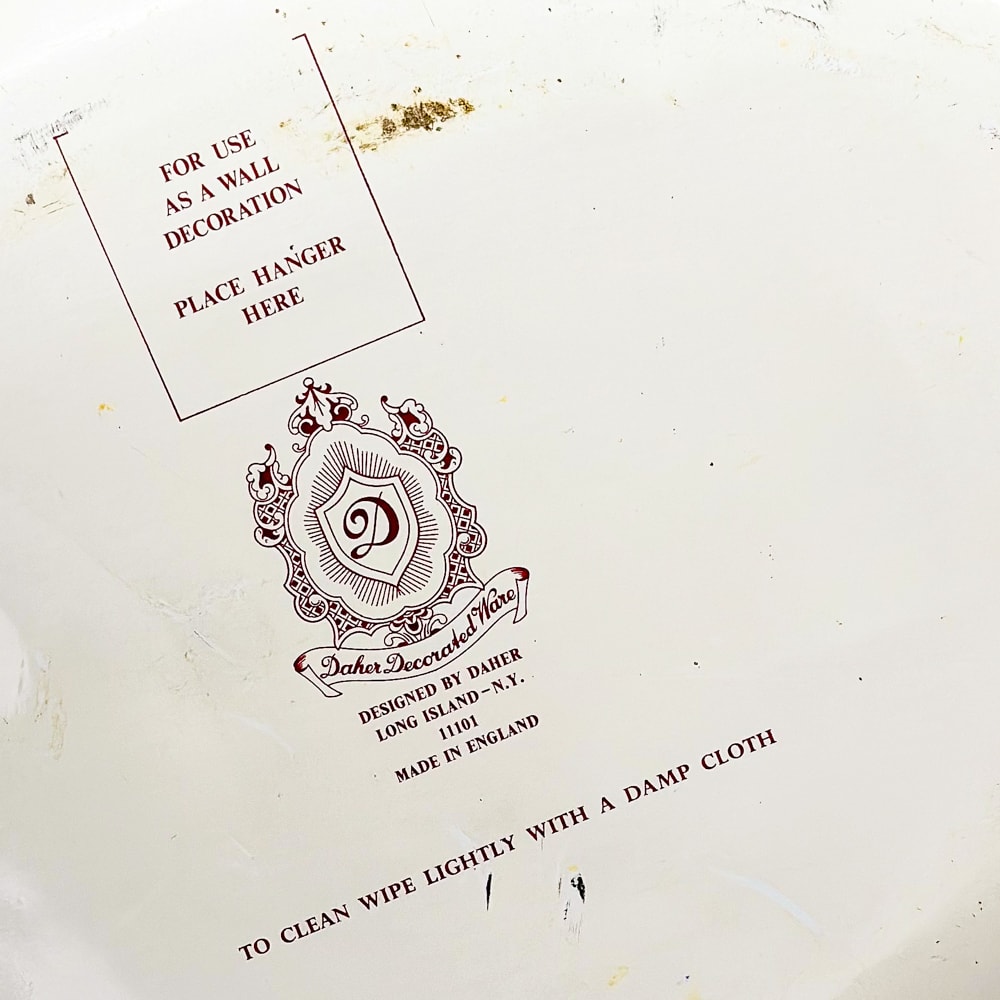 FOR USE
AS A WALL
DECORATION
PLACE HANGER
HERE
D
Daher Decorated Ware
DESIGNED BY DAHER
LONG ISLAND-N.Y.
11101
MADE IN ENGLAND
TO CLEAN WIPE LIGHTLY WITH A DAMP CLOTH